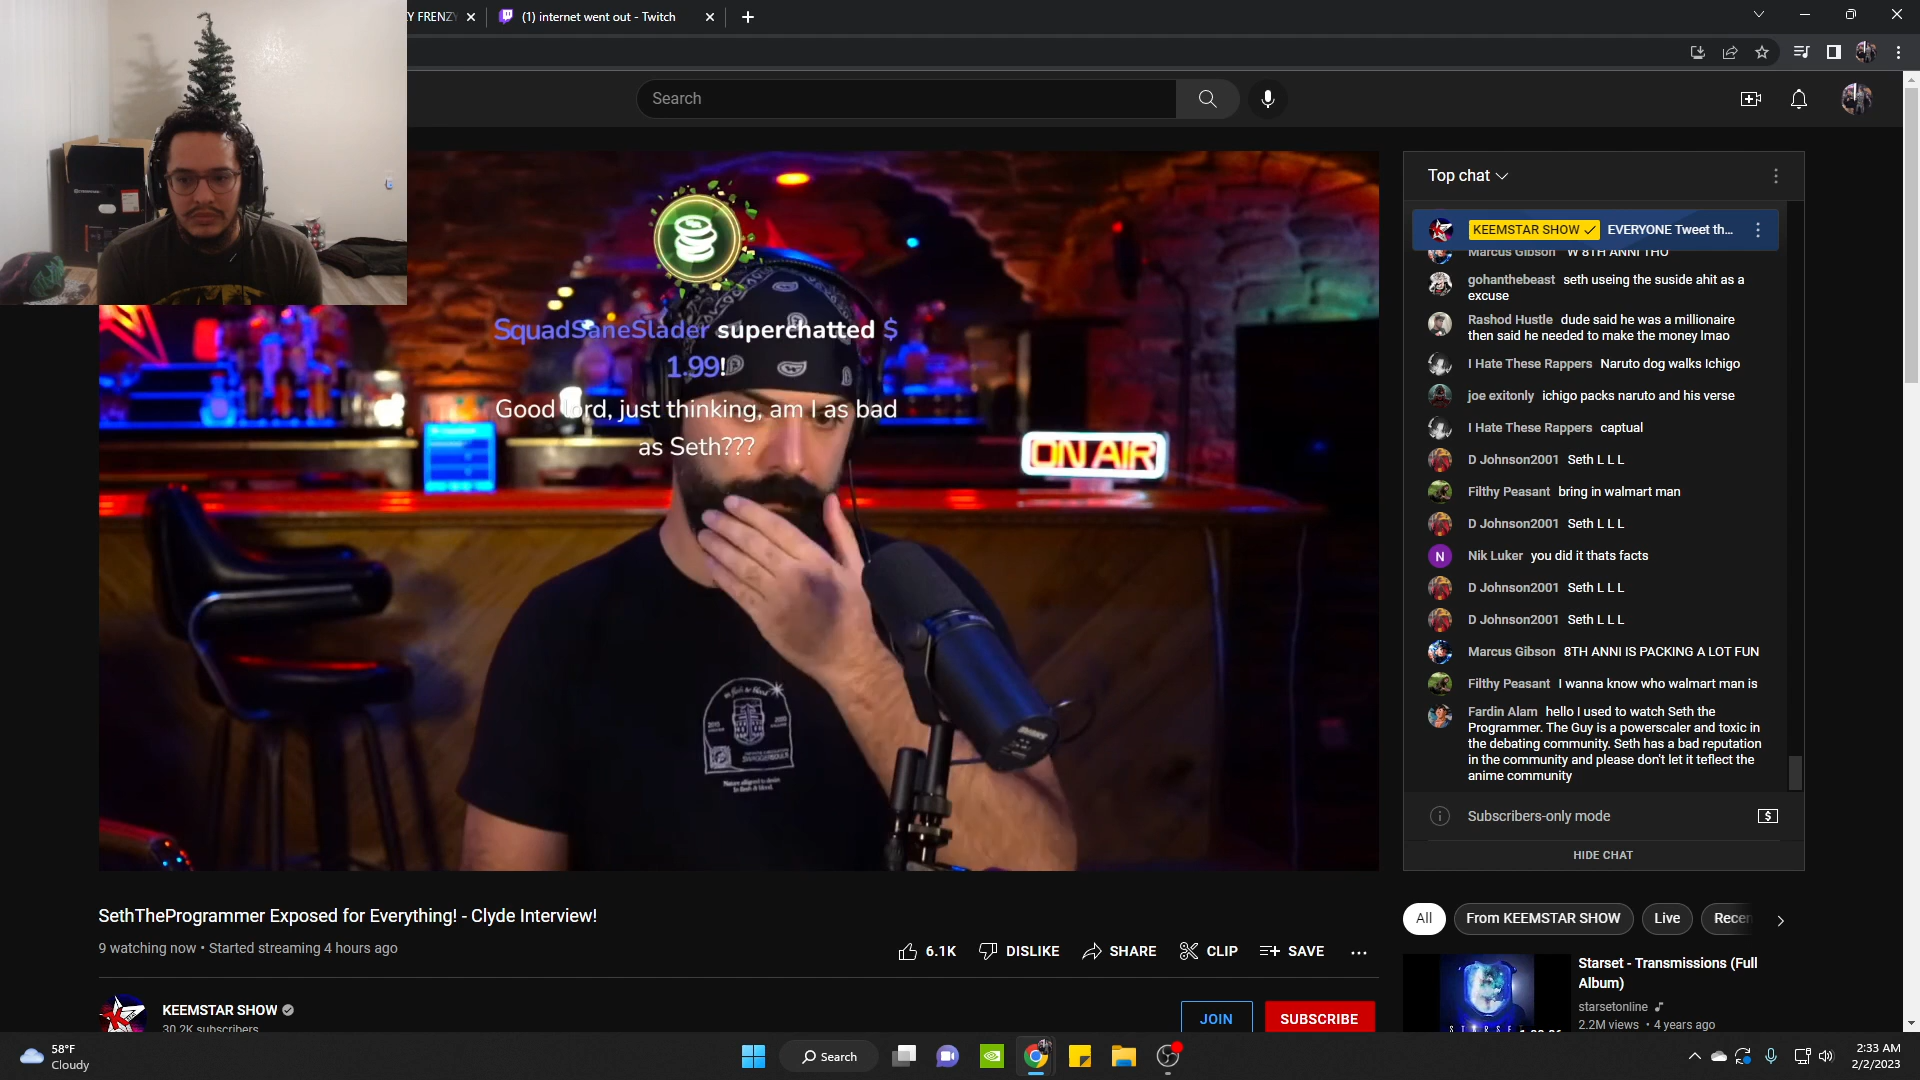 Y FRENZY
(1) internet went out - Twitch
Search
Top chat
KEEMSTAR SHOW EVERYONE Tweet th...
Marcus Gibson W 8TH ANNI THO
gohanthebeast seth useing the suside ahit as a
excuse
Rashod Hustle dude said he was a millionaire
then said he needed to make the money lmao
I Hate These Rappers Naruto dog walks Ichigo
joe exitonly ichigo packs naruto and his verse
I Hate These Rappers captual
D Johnson2001 Seth L L L
Filthy Peasant bring in walmart man
D Johnson2001 Seth L L L
N Nik Luker you did it thats facts
D Johnson2001 Seth L L L
D Johnson2001 Seth L L L
Marcus Gibson 8TH ANNI IS PACKING A LOT FUN
Filthy Peasant I wanna know who walmart man is
Fardin Alam hello I used to watch Seth the
Programmer. The Guy is a powerscaler and toxic in
the debating community. Seth has a bad reputation
in the community and please don't let it teflect the
anime community
Subscribers-only mode
HIDE CHAT
SquadSaneSlader superchatted $
1.99!
Good lord, just thinking, am I as bad
as Seth???
ON AIR
SethTheProgrammer Exposed for Everything! - Clyde Interview!
9 watching now • Started streaming 4 hours ago
6.1K DISLIKE SHARE CLIP SAVE ...
KEEMSTAR SHOW
30.2K subscribers
JOIN SUBSCRIBE
All From KEEMSTAR SHOW Live Recen
Starset - Transmissions (Full
Album)
starsetonline
2.2M views • 4 years ago
STARSET
58°F
Cloudy
Search
2:33 AM
2/2/2023